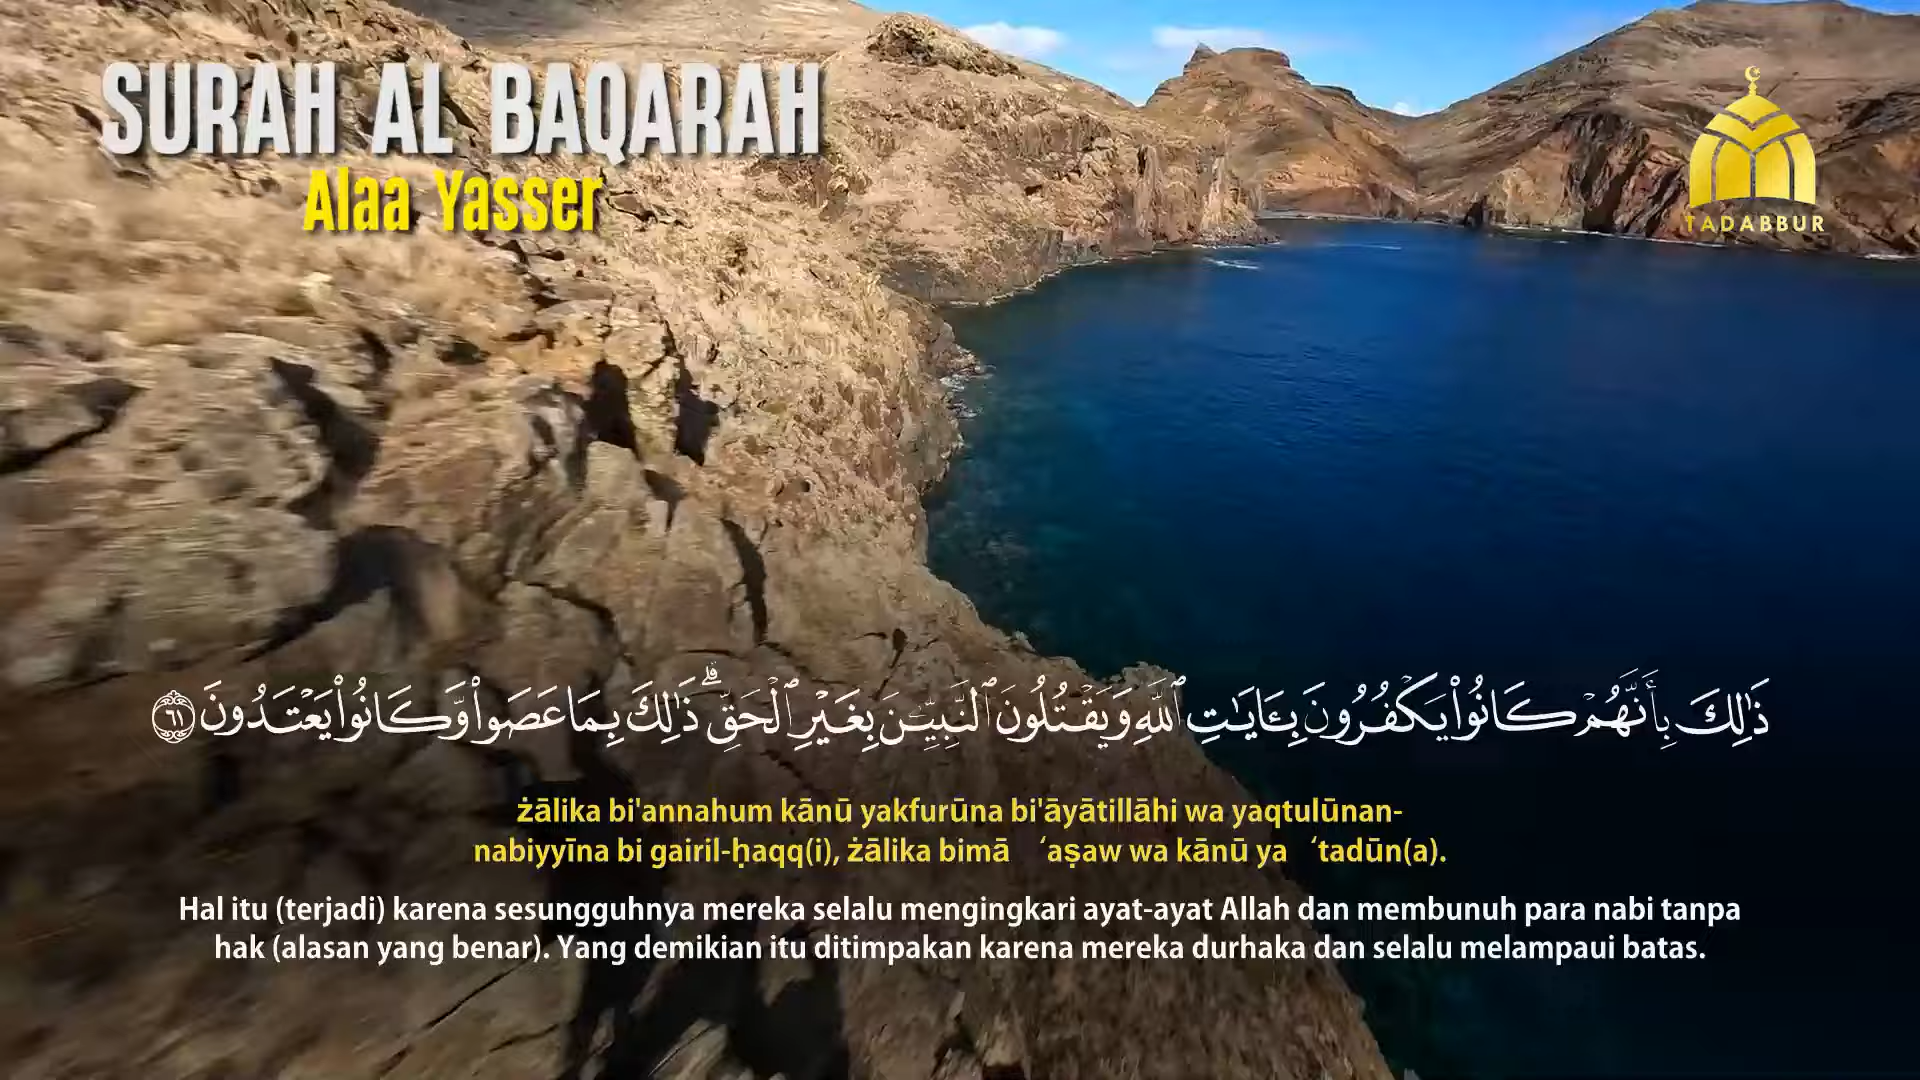 SURAH AL BAQARAH
Alaa Yasser
TADABBUR
ذَٰلِكَ بِأَنَّهُمْ كَانُوا۟ يَكْفُرُونَ بِـَٔايَـٰتِ ٱللَّهِ وَيَقْتُلُونَ ٱلنَّبِيِّـۧنَ بِغَيْرِ ٱلْحَقِّ ۗ ذَٰلِكَ بِمَا عَصَوا۟ وَّكَانُوا۟ يَعْتَدُونَ ٦١
żālika bi'annahum kānū yakfurūna bi'āyātillāhi wa yaqtulūnan-
nabiyyīna bi gairil-ḥaqq(i), żālika bimā ‘aṣaw wa kānū ya ‘tadūn(a).
Hal itu (terjadi) karena sesungguhnya mereka selalu mengingkari ayat-ayat Allah dan membunuh para nabi tanpa
hak (alasan yang benar). Yang demikian itu ditimpakan karena mereka durhaka dan selalu melampaui batas.